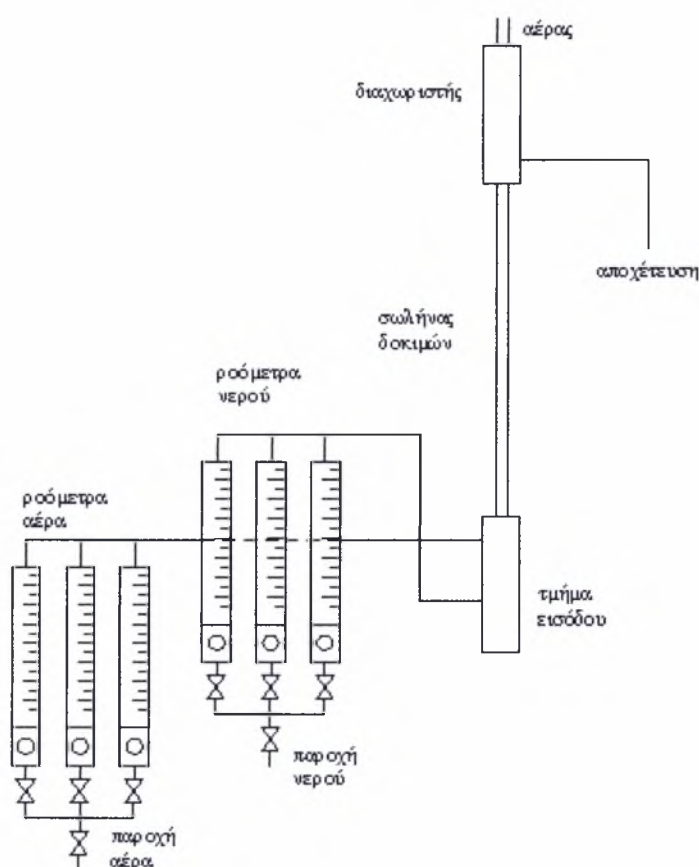 αέρας
διαχωριστής
αποχέτευση
σωλήνας
δοκιμών
ροόμετρα
νερού
ροόμετρα
αέρα
τμήμα
εισόδου
παροχή
νερού
παροχή
αέρα